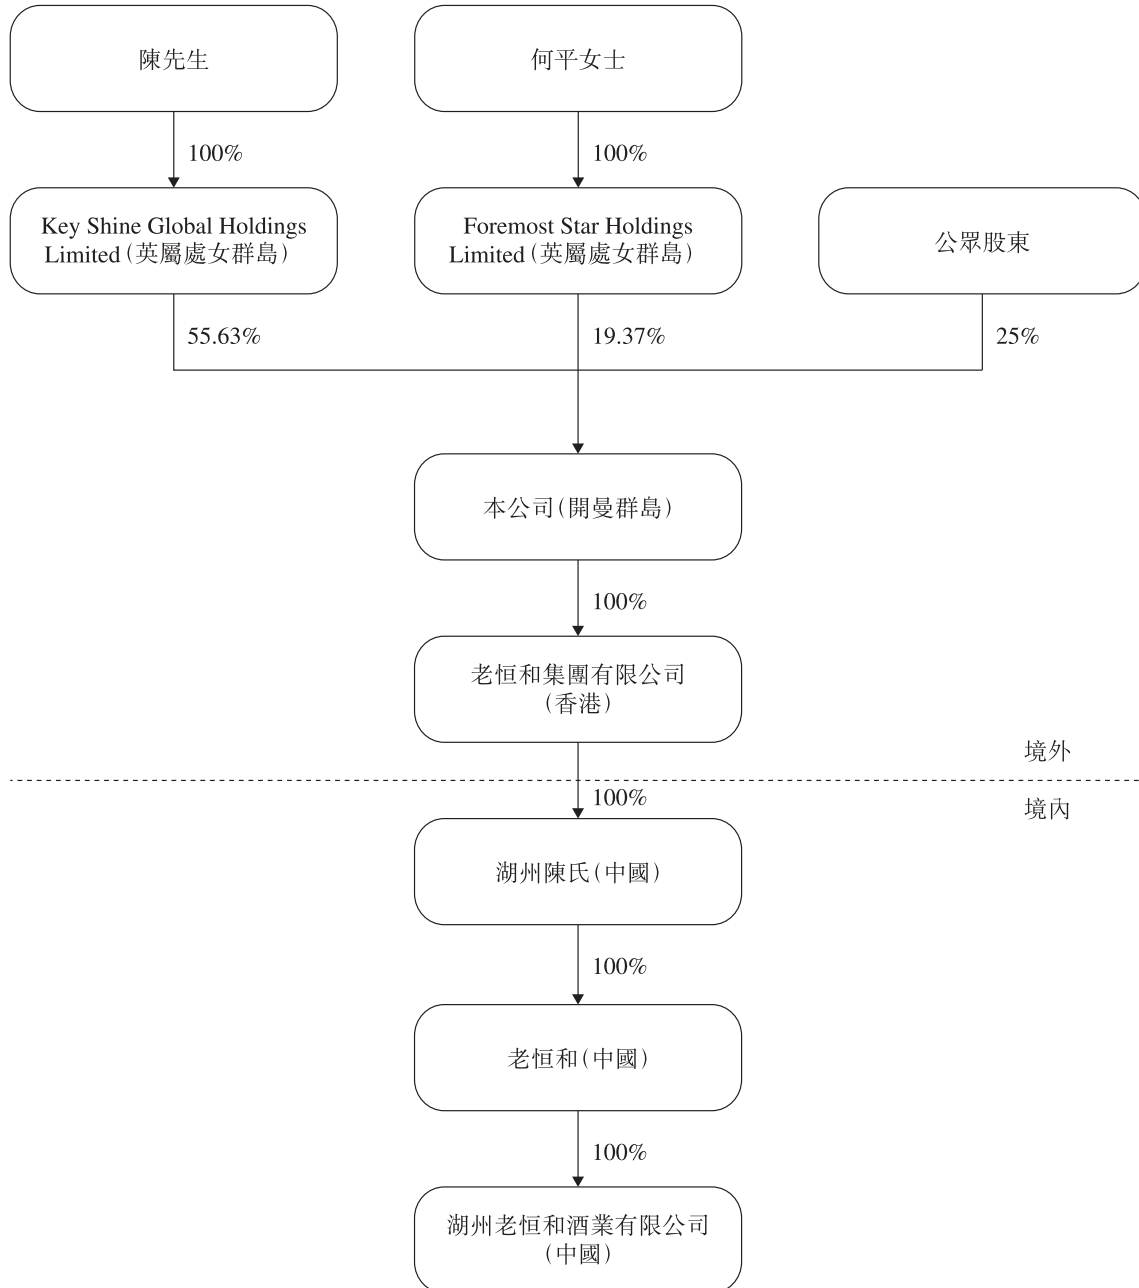 陳先生
何平女士
100%
100%
Key Shine Global Holdings
Limited（英屬處女群島）
Foremost Star Holdings
Limited（英屬處女群島）
公眾股東
55.63%
19.37%
25%
本公司（開曼群島）
100%
老恒和集團有限公司
（香港）
境外
100%
境內
湖州陳氏（中國）
100%
老恒和（中國）
100%
湖州老恒和酒業有限公司
（中國）